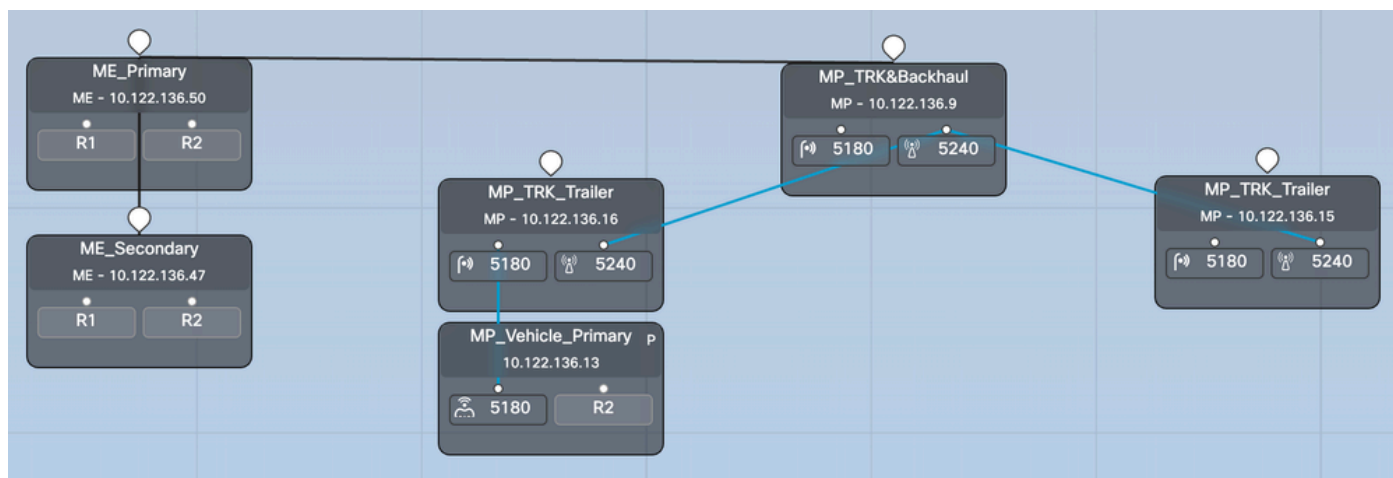 ME_Primary
ME - 10.122.136.50
R1 R2
ME_Secondary
ME - 10.122.136.47
R1 R2
MP_TRK_Trailer
MP - 10.122.136.16
5180 5240
MP_Vehicle_Primary P
10.122.136.13
5180 R2
MP_TRK&Backhaul
MP - 10.122.136.9
5180 5240
MP_TRK_Trailer
MP - 10.122.136.15
5180 5240